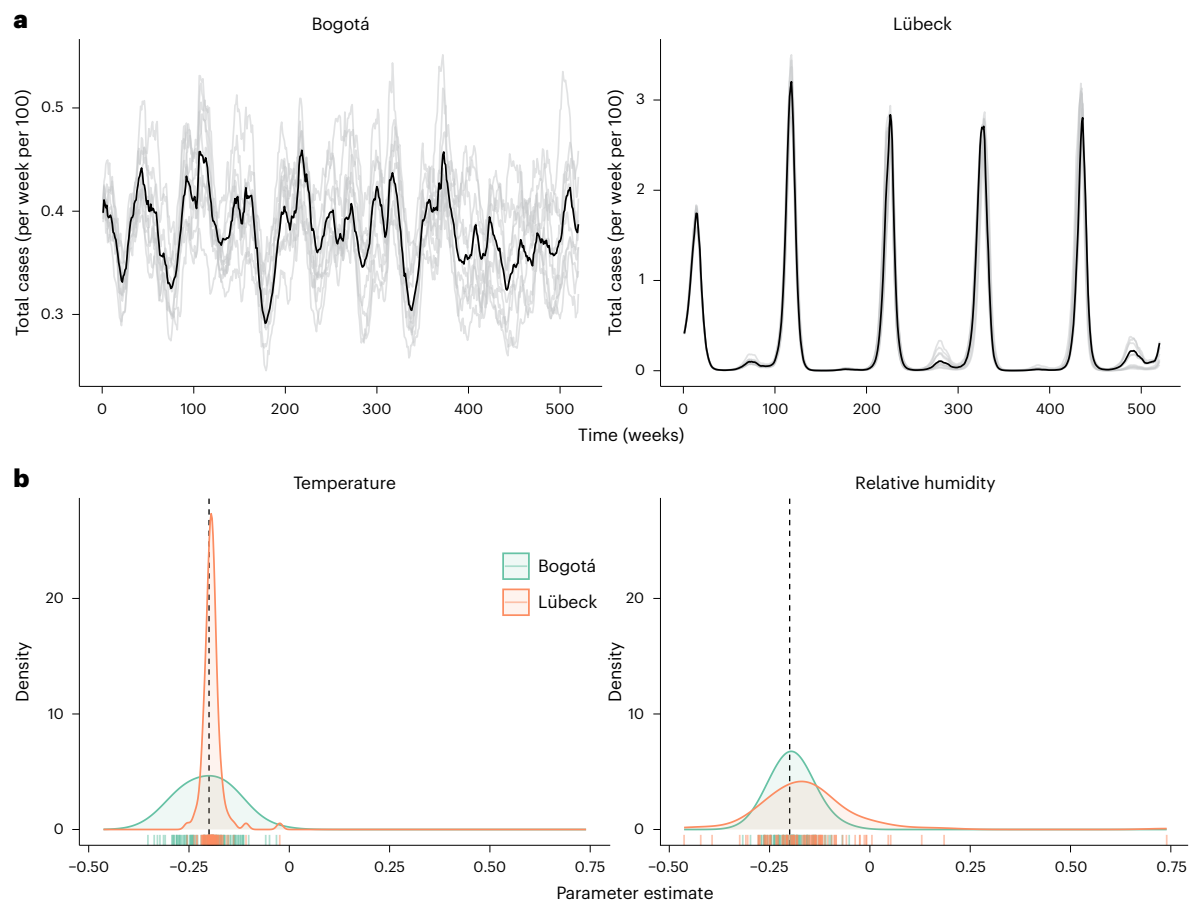 a
Bogotá
Lübeck
Total cases (per week per 100)
0.5
0.4
0.3
0
100
200
300
400
500
Total cases (per week per 100)
3
2
1
0
0
100
200
300
400
500
Time (weeks)
b
Temperature
Relative humidity
Density
20
10
0
Bogotá
Lübeck
−0.50
−0.25
0
0.25
0.50
0.75
Density
20
10
0
−0.50
−0.25
0
0.25
0.50
0.75
Parameter estimate